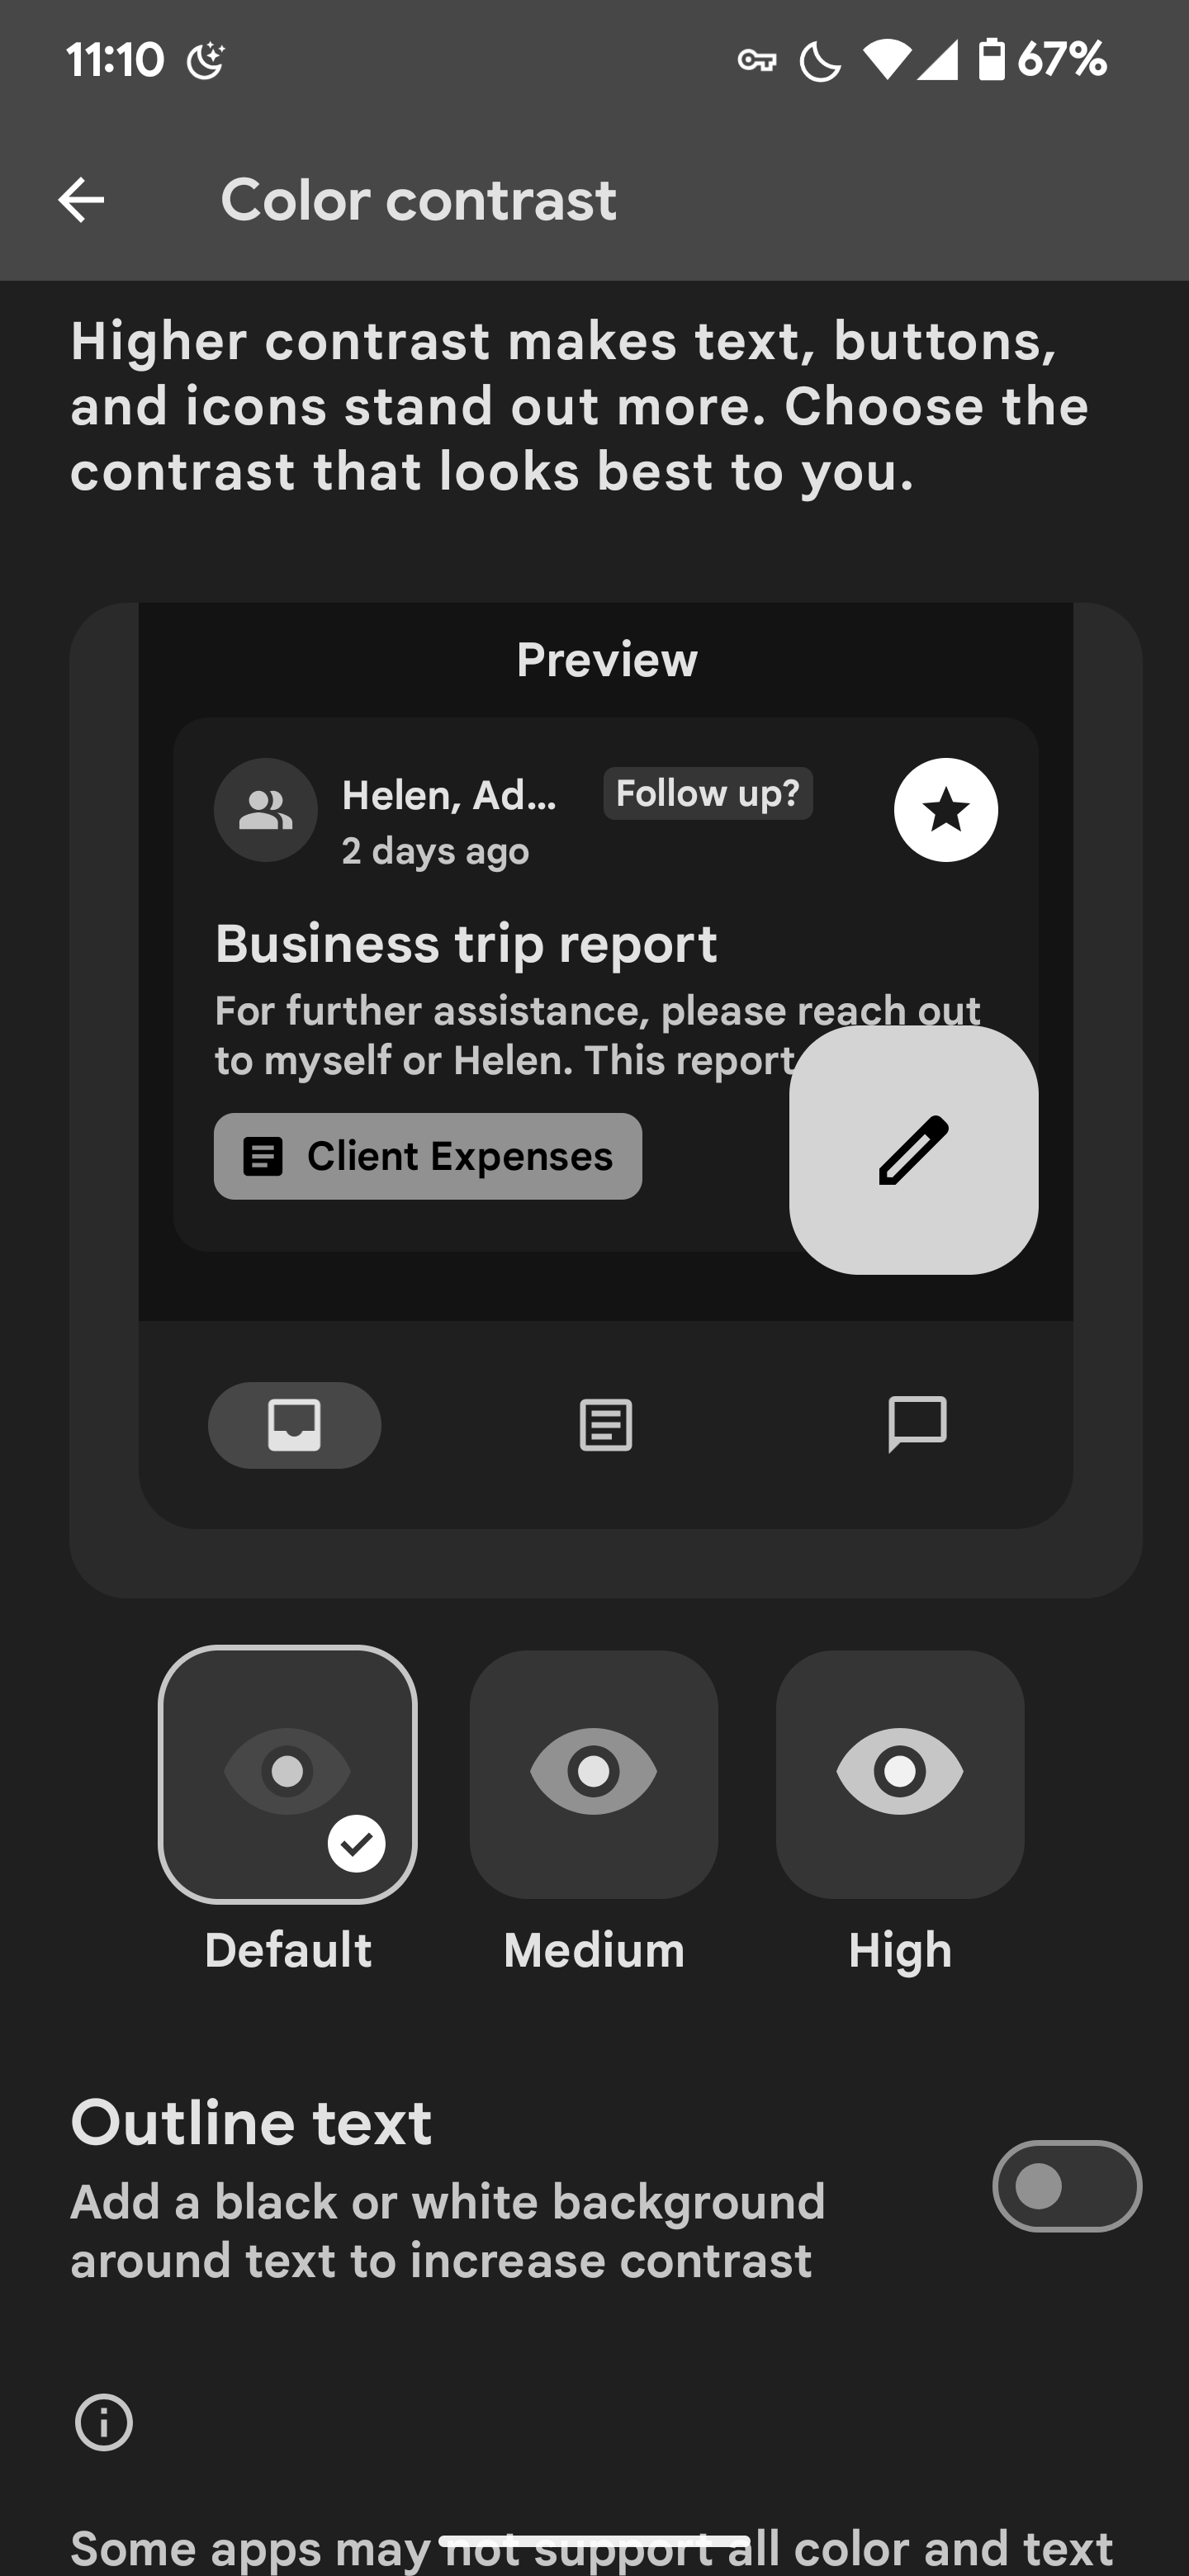 11:10 67%
Color contrast
Higher contrast makes text, buttons,
and icons stand out more. Choose the
contrast that looks best to you.
Preview
Helen, Ad... Follow up?
2 days ago
Business trip report
For further assistance, please reach out
to myself or Helen. This report
Client Expenses
Default Medium High
Outline text
Add a black or white background
around text to increase contrast
Some apps may not support all color and text